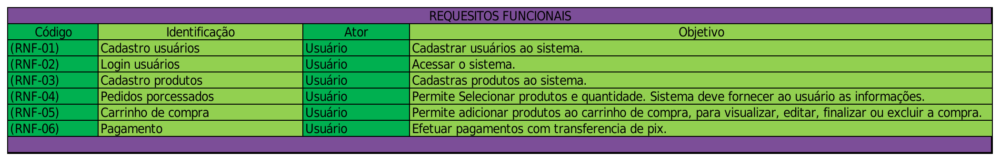 REQUESITOS FUNCIONAIS
Código Identificação Ator Objetivo
(RNF-01) Cadastro usuários Usuário Cadastrar usuários ao sistema.
(RNF-02) Login usuários Usuário Acessar o sistema.
(RNF-03) Cadastro produtos Usuário Cadastras produtos ao sistema.
(RNF-04) Pedidos porcessados Usuário Permite Selecionar produtos e quantidade. Sistema deve fornecer ao usuário as informações.
(RNF-05) Carrinho de compra Usuário Permite adicionar produtos ao carrinho de compra, para visualizar, editar, finalizar ou excluir a compra.
(RNF-06) Pagamento Usuário Efetuar pagamentos com transferencia de pix.